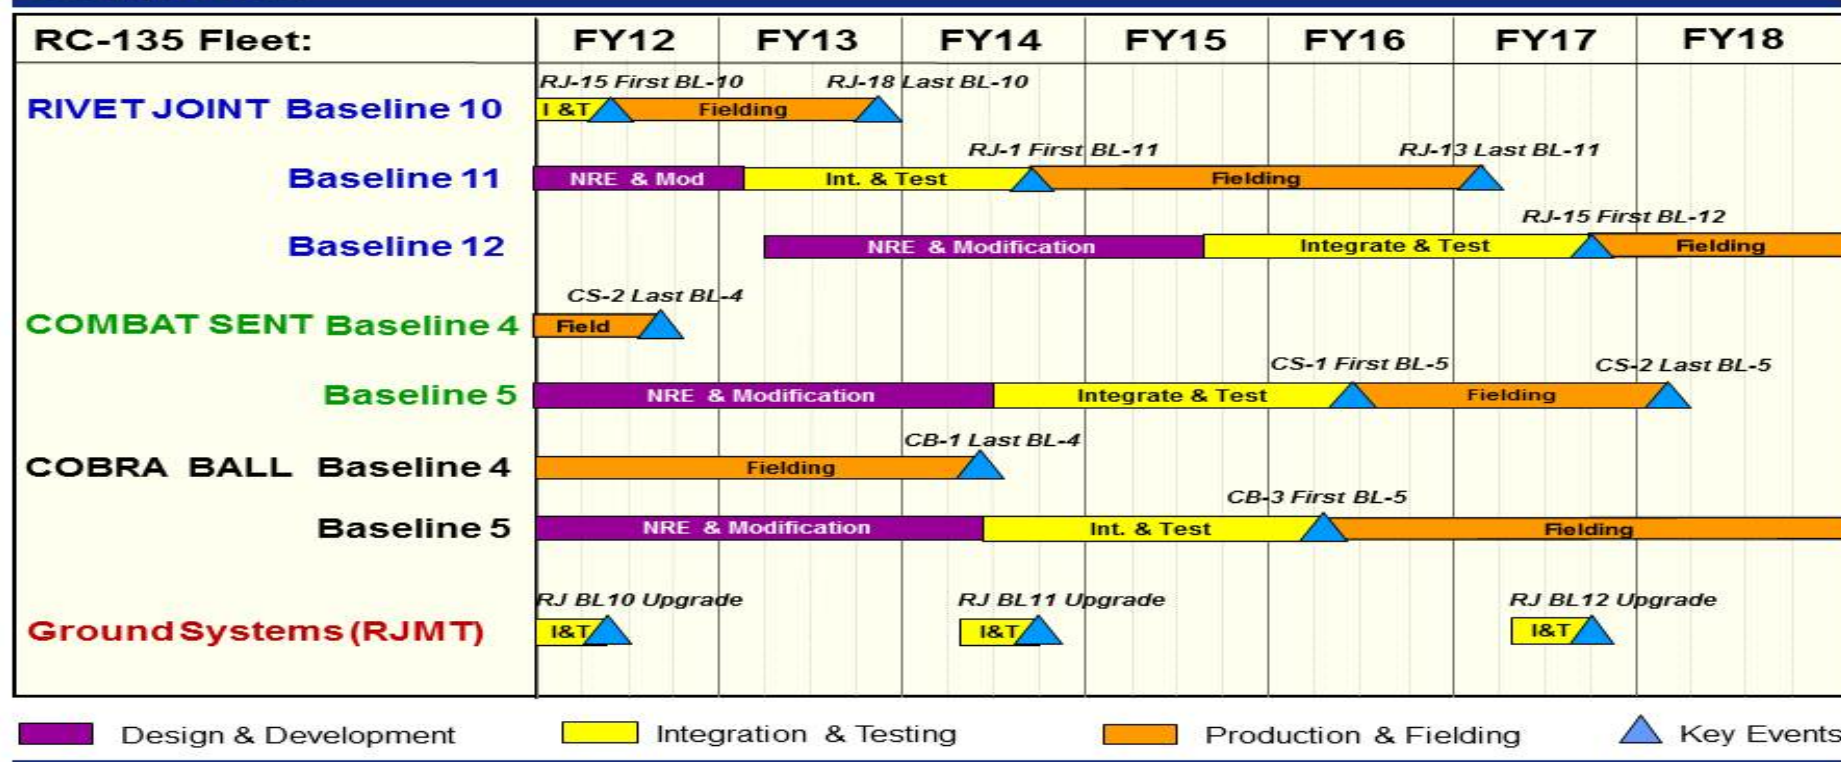 RC-135 Fleet: FY12 FY13 FY14 FY15 FY16 FY17 FY18
RJ-15 First BL-10 RJ-18 Last BL-10
RIVET JOINT Baseline 10 I &T Fielding
RJ-1 First BL-11 RJ-13 Last BL-11
Baseline 11 NRE & Mod Int. & Test Fielding
RJ-15 First BL-12
Baseline 12 NRE & Modification Integrate & Test Fielding
CS-2 Last BL-4
COMBAT SENT Baseline 4 Field
CS-1 First BL-5 CS-2 Last BL-5
Baseline 5 NRE & Modification Integrate & Test Fielding
CB-1 Last BL-4
COBRA BALL Baseline 4 Fielding
CB-3 First BL-5
Baseline 5 NRE & Modification Int. & Test Fielding
RJ BL10 Upgrade RJ BL11 Upgrade RJ BL12 Upgrade
Ground Systems (RJMT) I&T I&T I&T
Design & Development Integration & Testing Production & Fielding Key Events